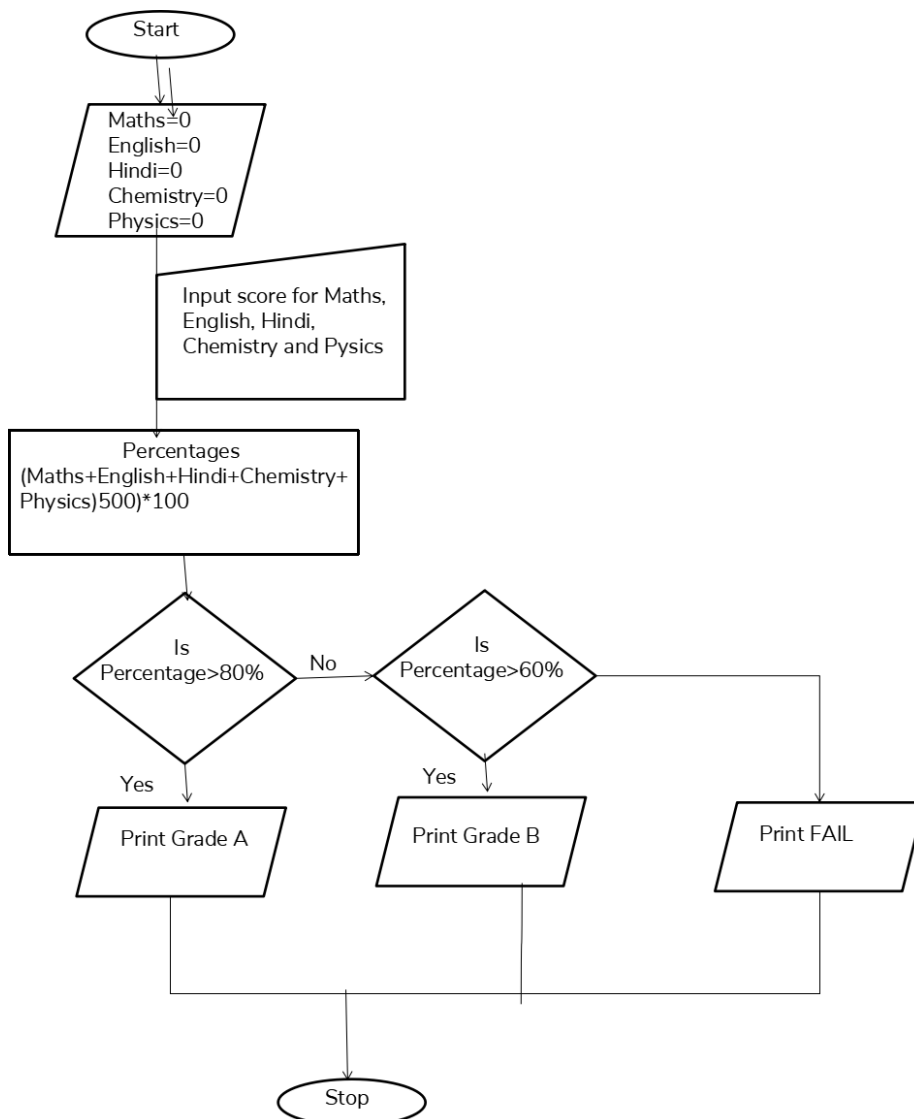 Start
Maths=0
English=0
Hindi=0
Chemistry=0
Physics=0
Input score for Maths,
English, Hindi,
Chemistry and Pysics
Percentages
(Maths+English+Hindi+Chemistry+
Physics)500)*100
Is
Percentage>80%
No
Is
Percentage>60%
Yes
Yes
Print Grade A
Print Grade B
Print FAIL
Stop